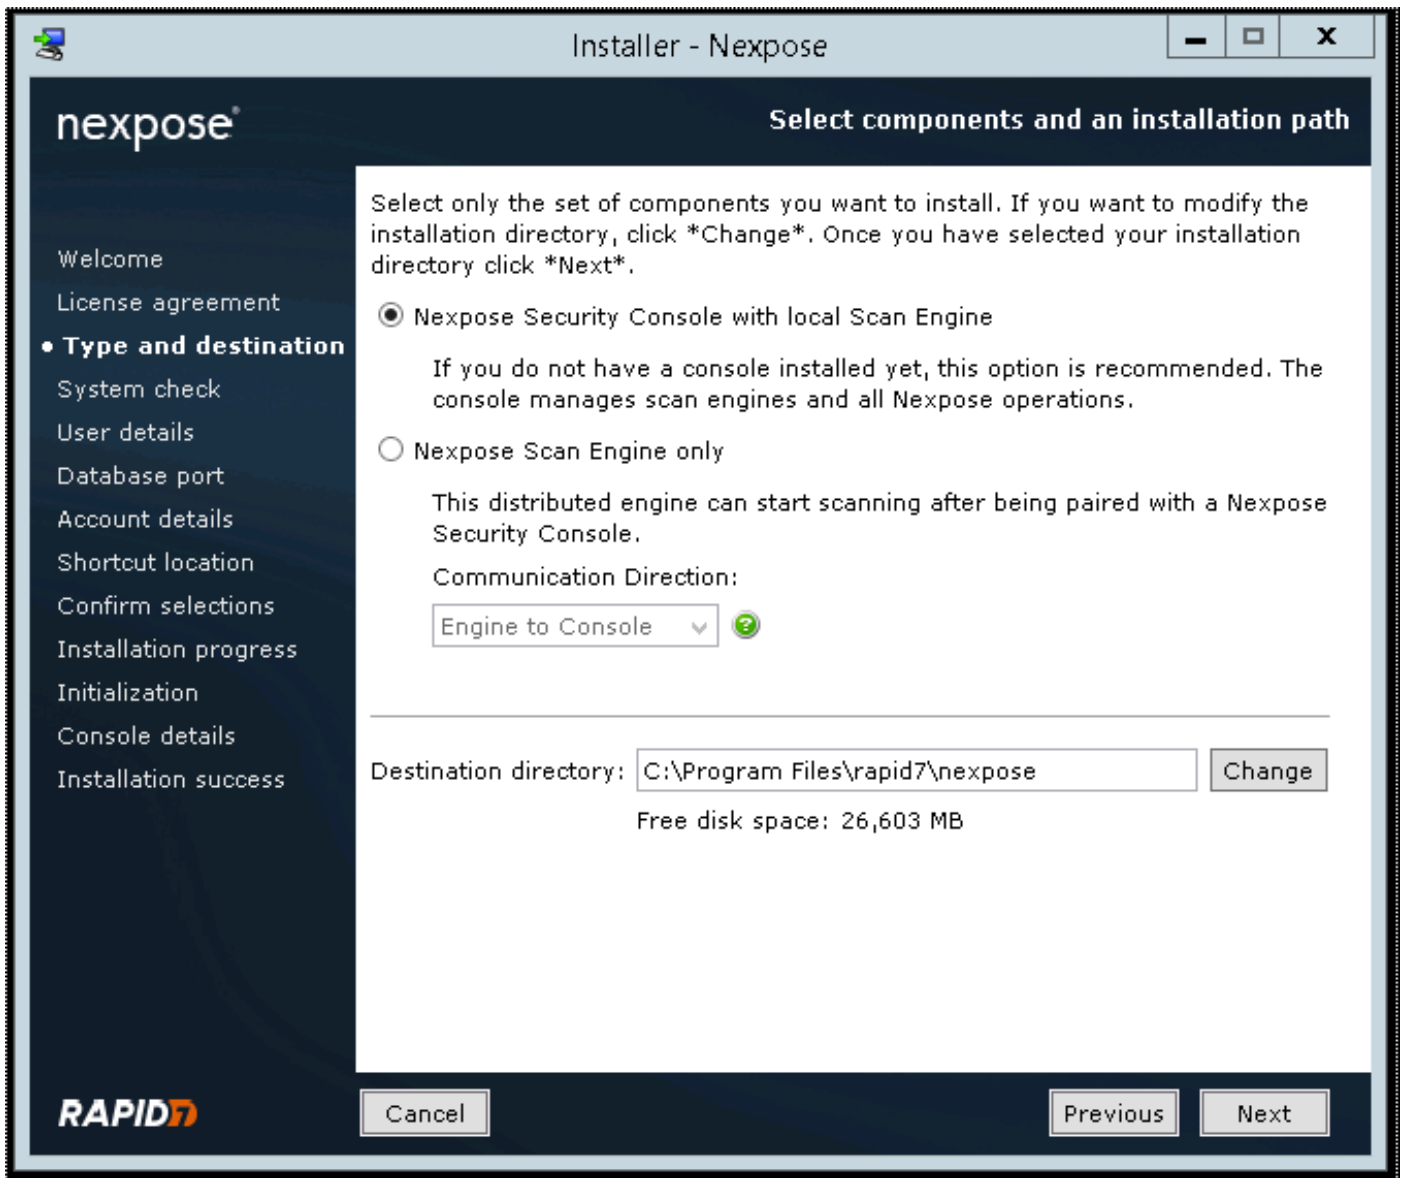 Installer - Nexpose
nexpose®
Select components and an installation path
Welcome
License agreement
• Type and destination
System check
User details
Database port
Account details
Shortcut location
Confirm selections
Installation progress
Initialization
Console details
Installation success
Select only the set of components you want to install. If you want to modify the
installation directory, click *Change*. Once you have selected your installation
directory click *Next*.
Nexpose Security Console with local Scan Engine
If you do not have a console installed yet, this option is recommended. The
console manages scan engines and all Nexpose operations.
Nexpose Scan Engine only
This distributed engine can start scanning after being paired with a Nexpose
Security Console.
Communication Direction:
Engine to Console
Destination directory: C:\Program Files\rapid7\nexpose Change
Free disk space: 26,603 MB
RAPID7 Cancel Previous Next